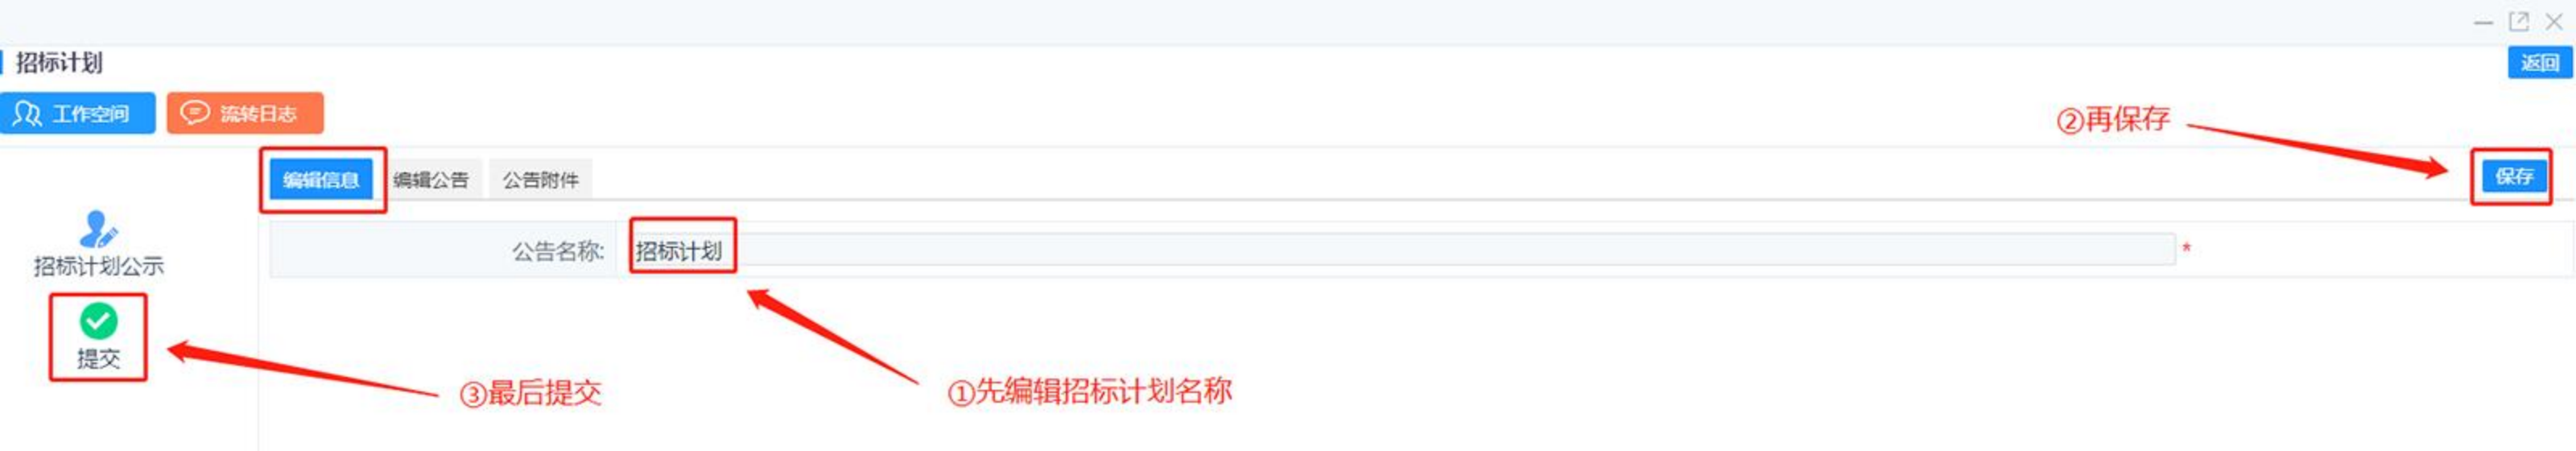 招标计划
返回
工作空间
流转日志
②再保存
编辑信息
编辑公告
公告附件
保存
招标计划公示
公告名称:
招标计划
*
提交
③最后提交
①先编辑招标计划名称